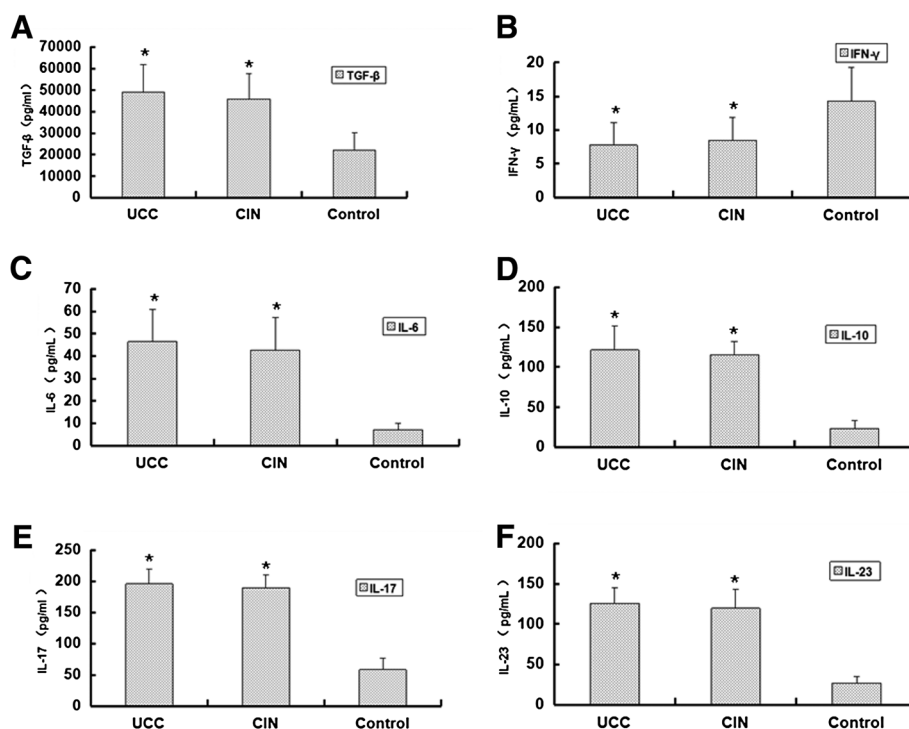 A
TGF-β（pg/ml）
70000
60000
50000
40000
30000
20000
10000
0
* *
TGF-β
UCC CIN Control
B
IFN-γ （pg/mL）
20
15
10
5
0
* *
IFN-γ
UCC CIN Control
C
IL-6（ pg/mL ）
70
60
50
40
30
20
10
0
* *
IL-6
UCC CIN Control
D
IL-10 （ pg/mL）
200
150
100
50
0
* *
IL-10
UCC CIN Control
E
IL-17（pg/ml）
250
200
150
100
50
0
* *
IL-17
UCC CIN Control
F
IL-23（ pg/mL）
200
150
100
50
0
* *
IL-23
UCC CIN Control